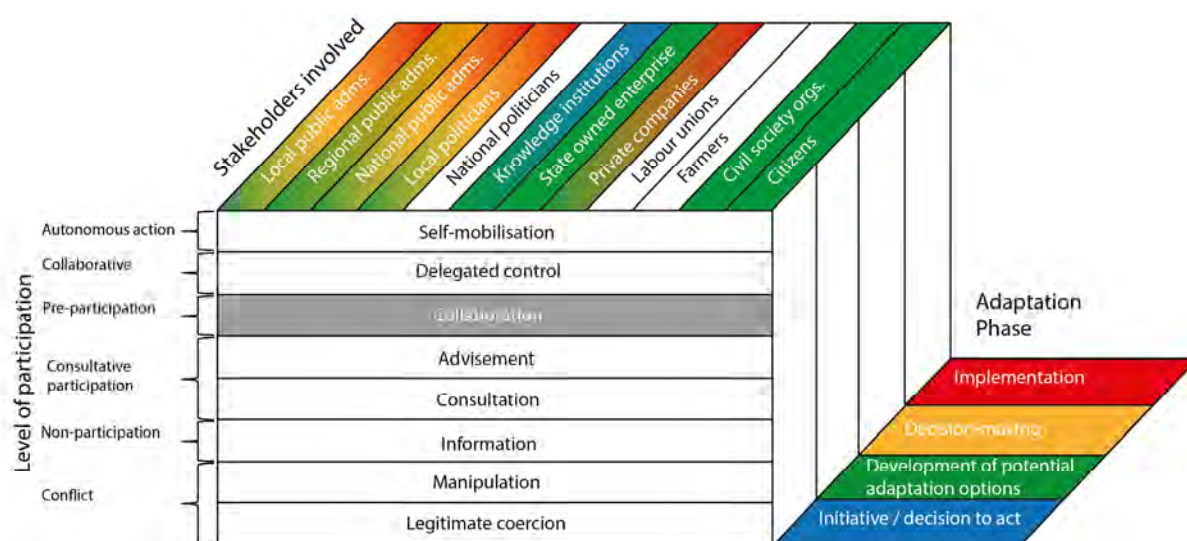 Stakeholders involved
Local public adms.
Regional public adms.
National public adms.
Local politicians
National politicians
Knowledge institutions
State owned enterprise
Private companies
Labour unions
Farmers
Civil society orgs.
Citizens
Level of participation
Autonomous action
Self-mobilisation
Collaborative
Delegated control
Pre-participation
Collaboration
Consultative
participation
Advisement
Consultation
Non-participation
Information
Conflict
Manipulation
Legitimate coercion
Adaptation
Phase
Implementation
Decision-making
Development of potential
adaptation options
Initiative / decision to act